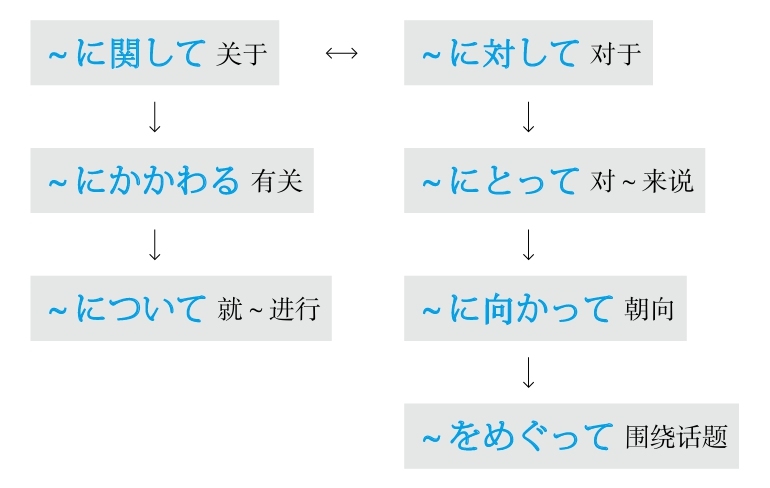 ~に関して 关于
~に対して 对于
~にかかわる 有关
~にとって 对~来说
~について 就~进行
~に向かって 朝向
~をめぐって 围绕话题